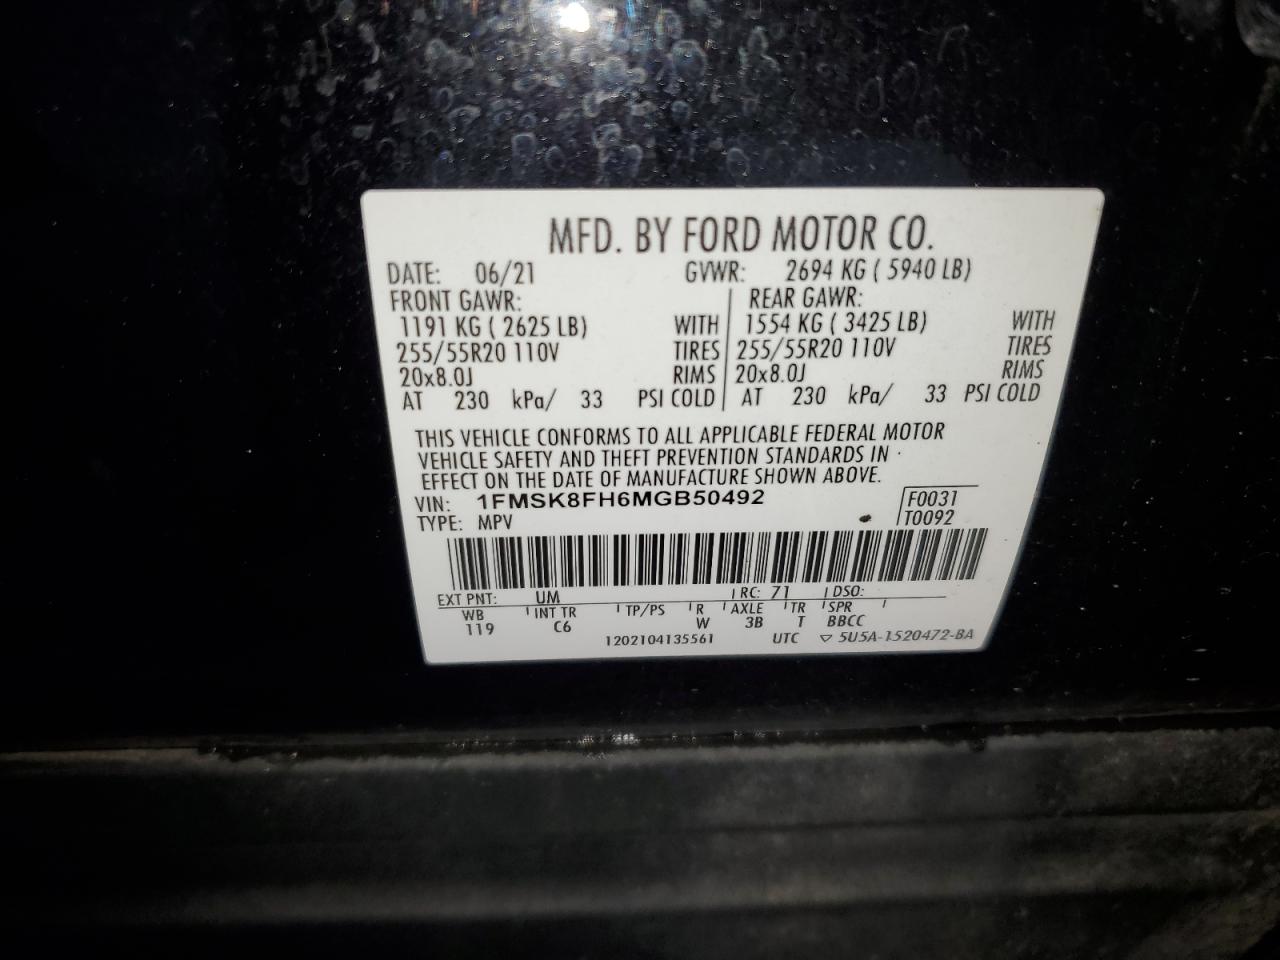 MFD. BY FORD MOTOR CO.
DATE: 06/21 GVWR: 2694 KG ( 5940 LB)
FRONT GAWR: REAR GAWR:
1191 KG ( 2625 LB) WITH 1554 KG ( 3425 LB) WITH
255/55R20 110V TIRES 255/55R20 110V TIRES
20x8.0J RIMS 20x8.0J RIMS
AT 230 kPa/ 33 PSI COLD AT 230 kPa/ 33 PSI COLD
THIS VEHICLE CONFORMS TO ALL APPLICABLE FEDERAL MOTOR
VEHICLE SAFETY AND THEFT PREVENTION STANDARDS IN
EFFECT ON THE DATE OF MANUFACTURE SHOWN ABOVE.
VIN: 1FMSK8FH6MGB50492 F0031
TYPE: MPV T0092
EXT PNT: UM RC: 71 DSO:
WB INT TR TP/PS R AXLE TR SPR
119 C6 W 3B T BBCC
1202104135561 UTC ▽ 5U5A-1520472-BA